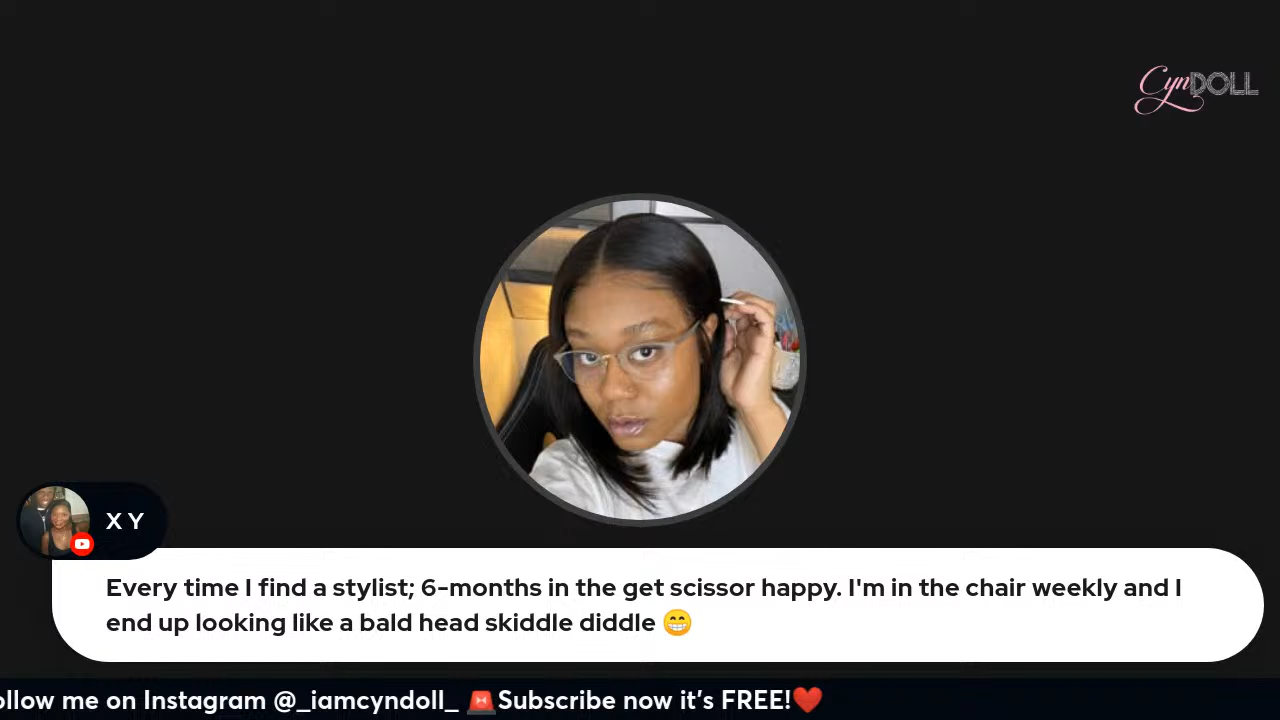 CynDOLL
X Y
Every time I find a stylist; 6-months in the get scissor happy. I'm in the chair weekly and I
end up looking like a bald head skiddle diddle 😁
ollow me on Instagram @_iamcyndoll_ 🚨Subscribe now it's FREE!❤️